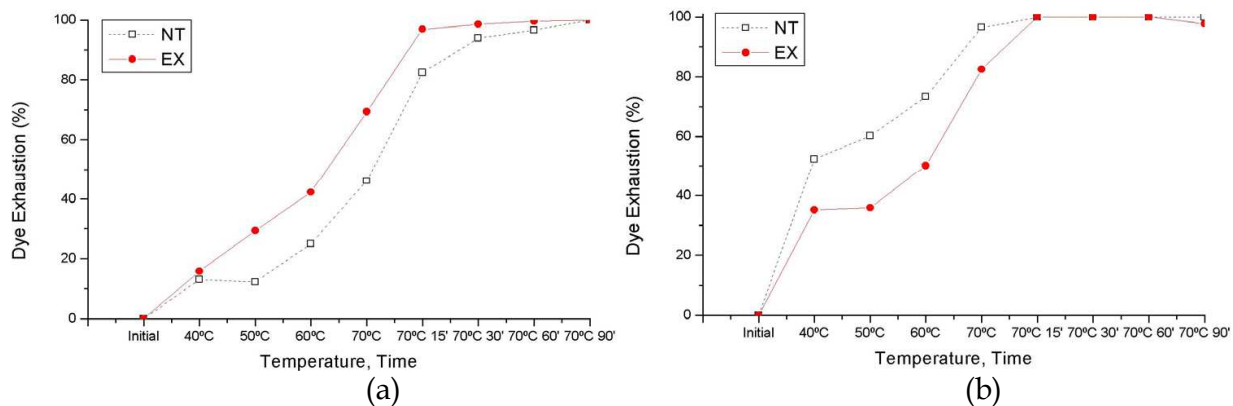 100
80
60
40
20
0
Dye Exhaustion (%)
NT
EX
Initial 40ºC 50ºC 60ºC 70ºC 70ºC 15' 70ºC 30' 70ºC 60' 70ºC 90'
Temperature, Time
(a)
100
80
60
40
20
0
Dye Exhaustion (%)
NT
EX
Initial 40ºC 50ºC 60ºC 70ºC 70ºC 15' 70ºC 30' 70ºC 60' 70ºC 90'
Temperature, Time
(b)